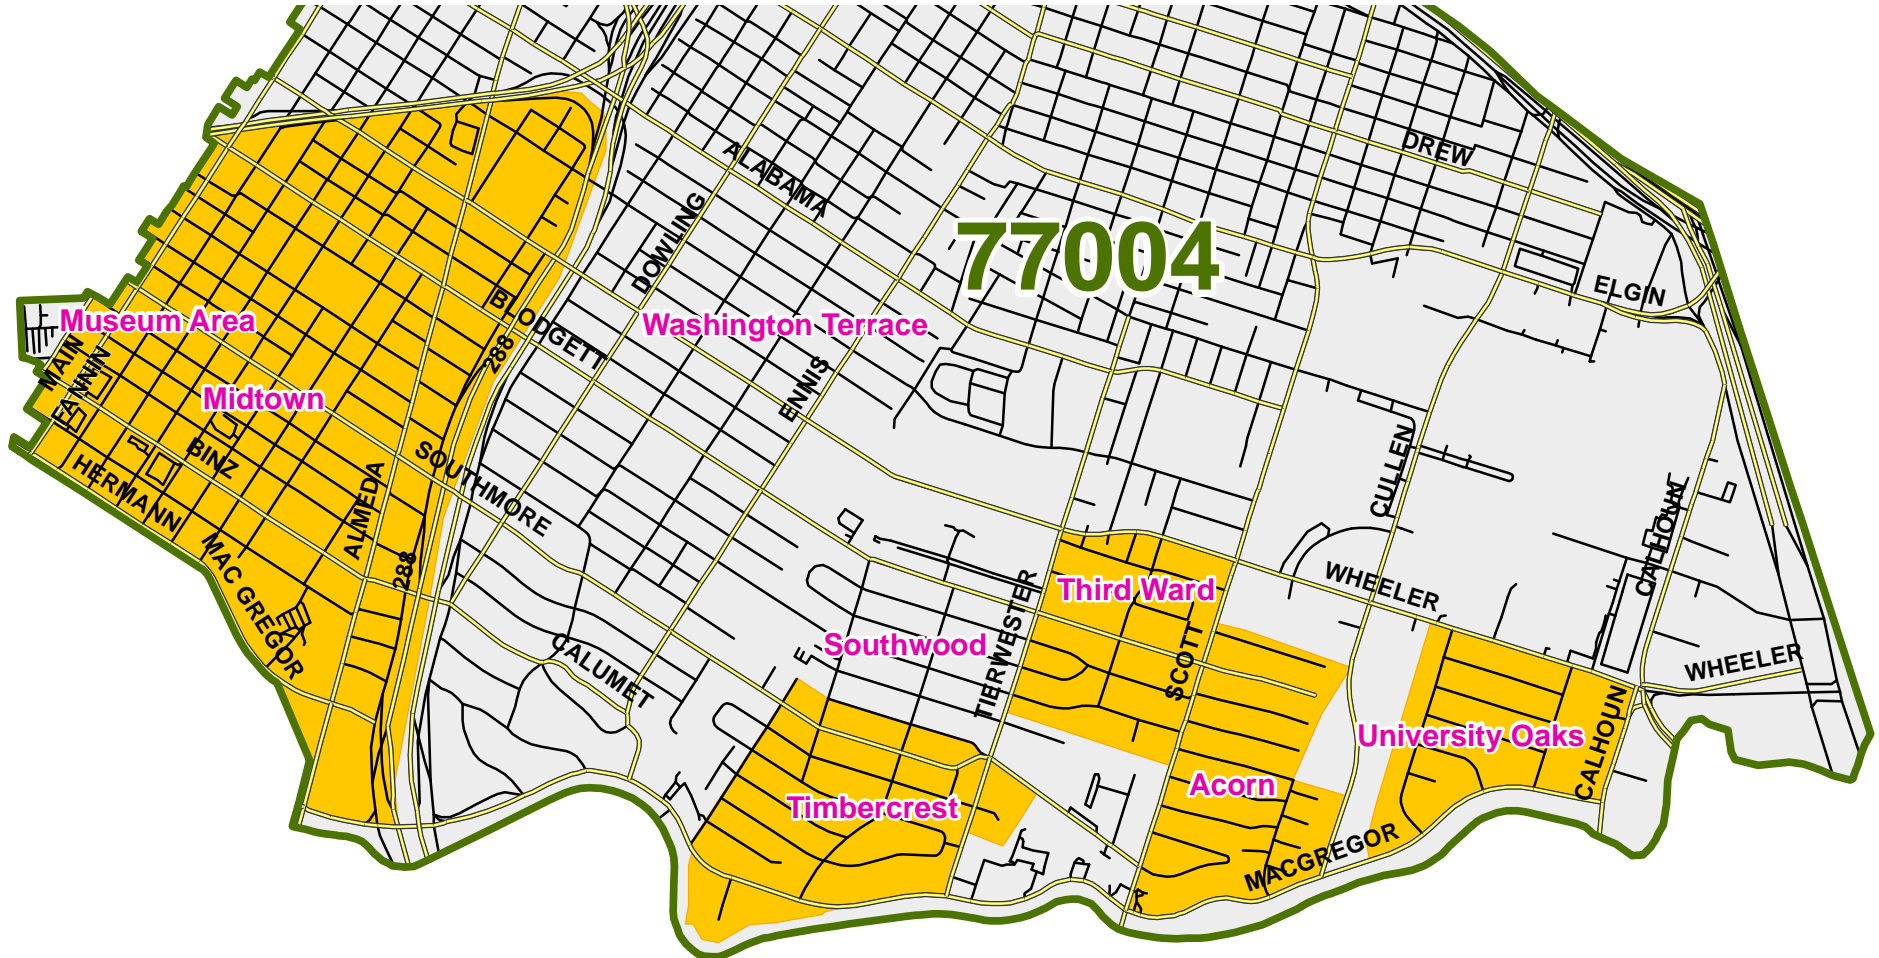 DREW
ALABAMA
77004
DOWLING
ELGIN
BLODGETT
Museum Area
Washington Terrace
288
MAIN
FANNIN
ENNIS
Midtown
CULLEN
BINZ
SOUTHMORE
HERMANN
ALMEDA
CALHOUN
MAC GREGOR
288
WHEELER
Third Ward
TIERWESTER
Southwood
SCOTT
CALUMET
WHEELER
University Oaks
CALHOUN
Acorn
Timbercrest
MACGREGOR